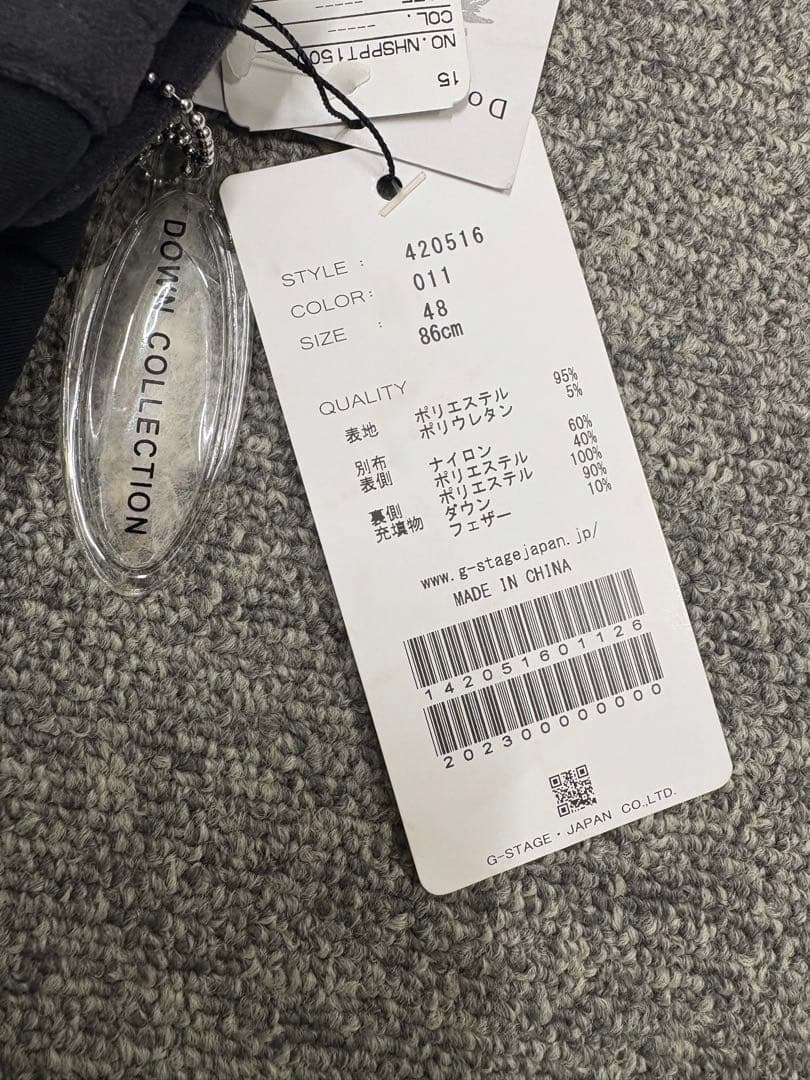 COL.
NO.NHSPPT1500
15
Do
DOWN COLLECTION
STYLE : 420516
COLOR: 011
SIZE : 48
86cm
QUALITY
表地 ポリエステル 95%
ポリウレタン 5%
別布
表側 ナイロン 60%
ポリエステル 40%
裏側 ポリエステル 100%
充填物 ダウン 90%
フェザー 10%
www.g-stagejapan.jp/
MADE IN CHINA
142051601126
2023000000000
G-STAGE・JAPAN CO.,LTD.